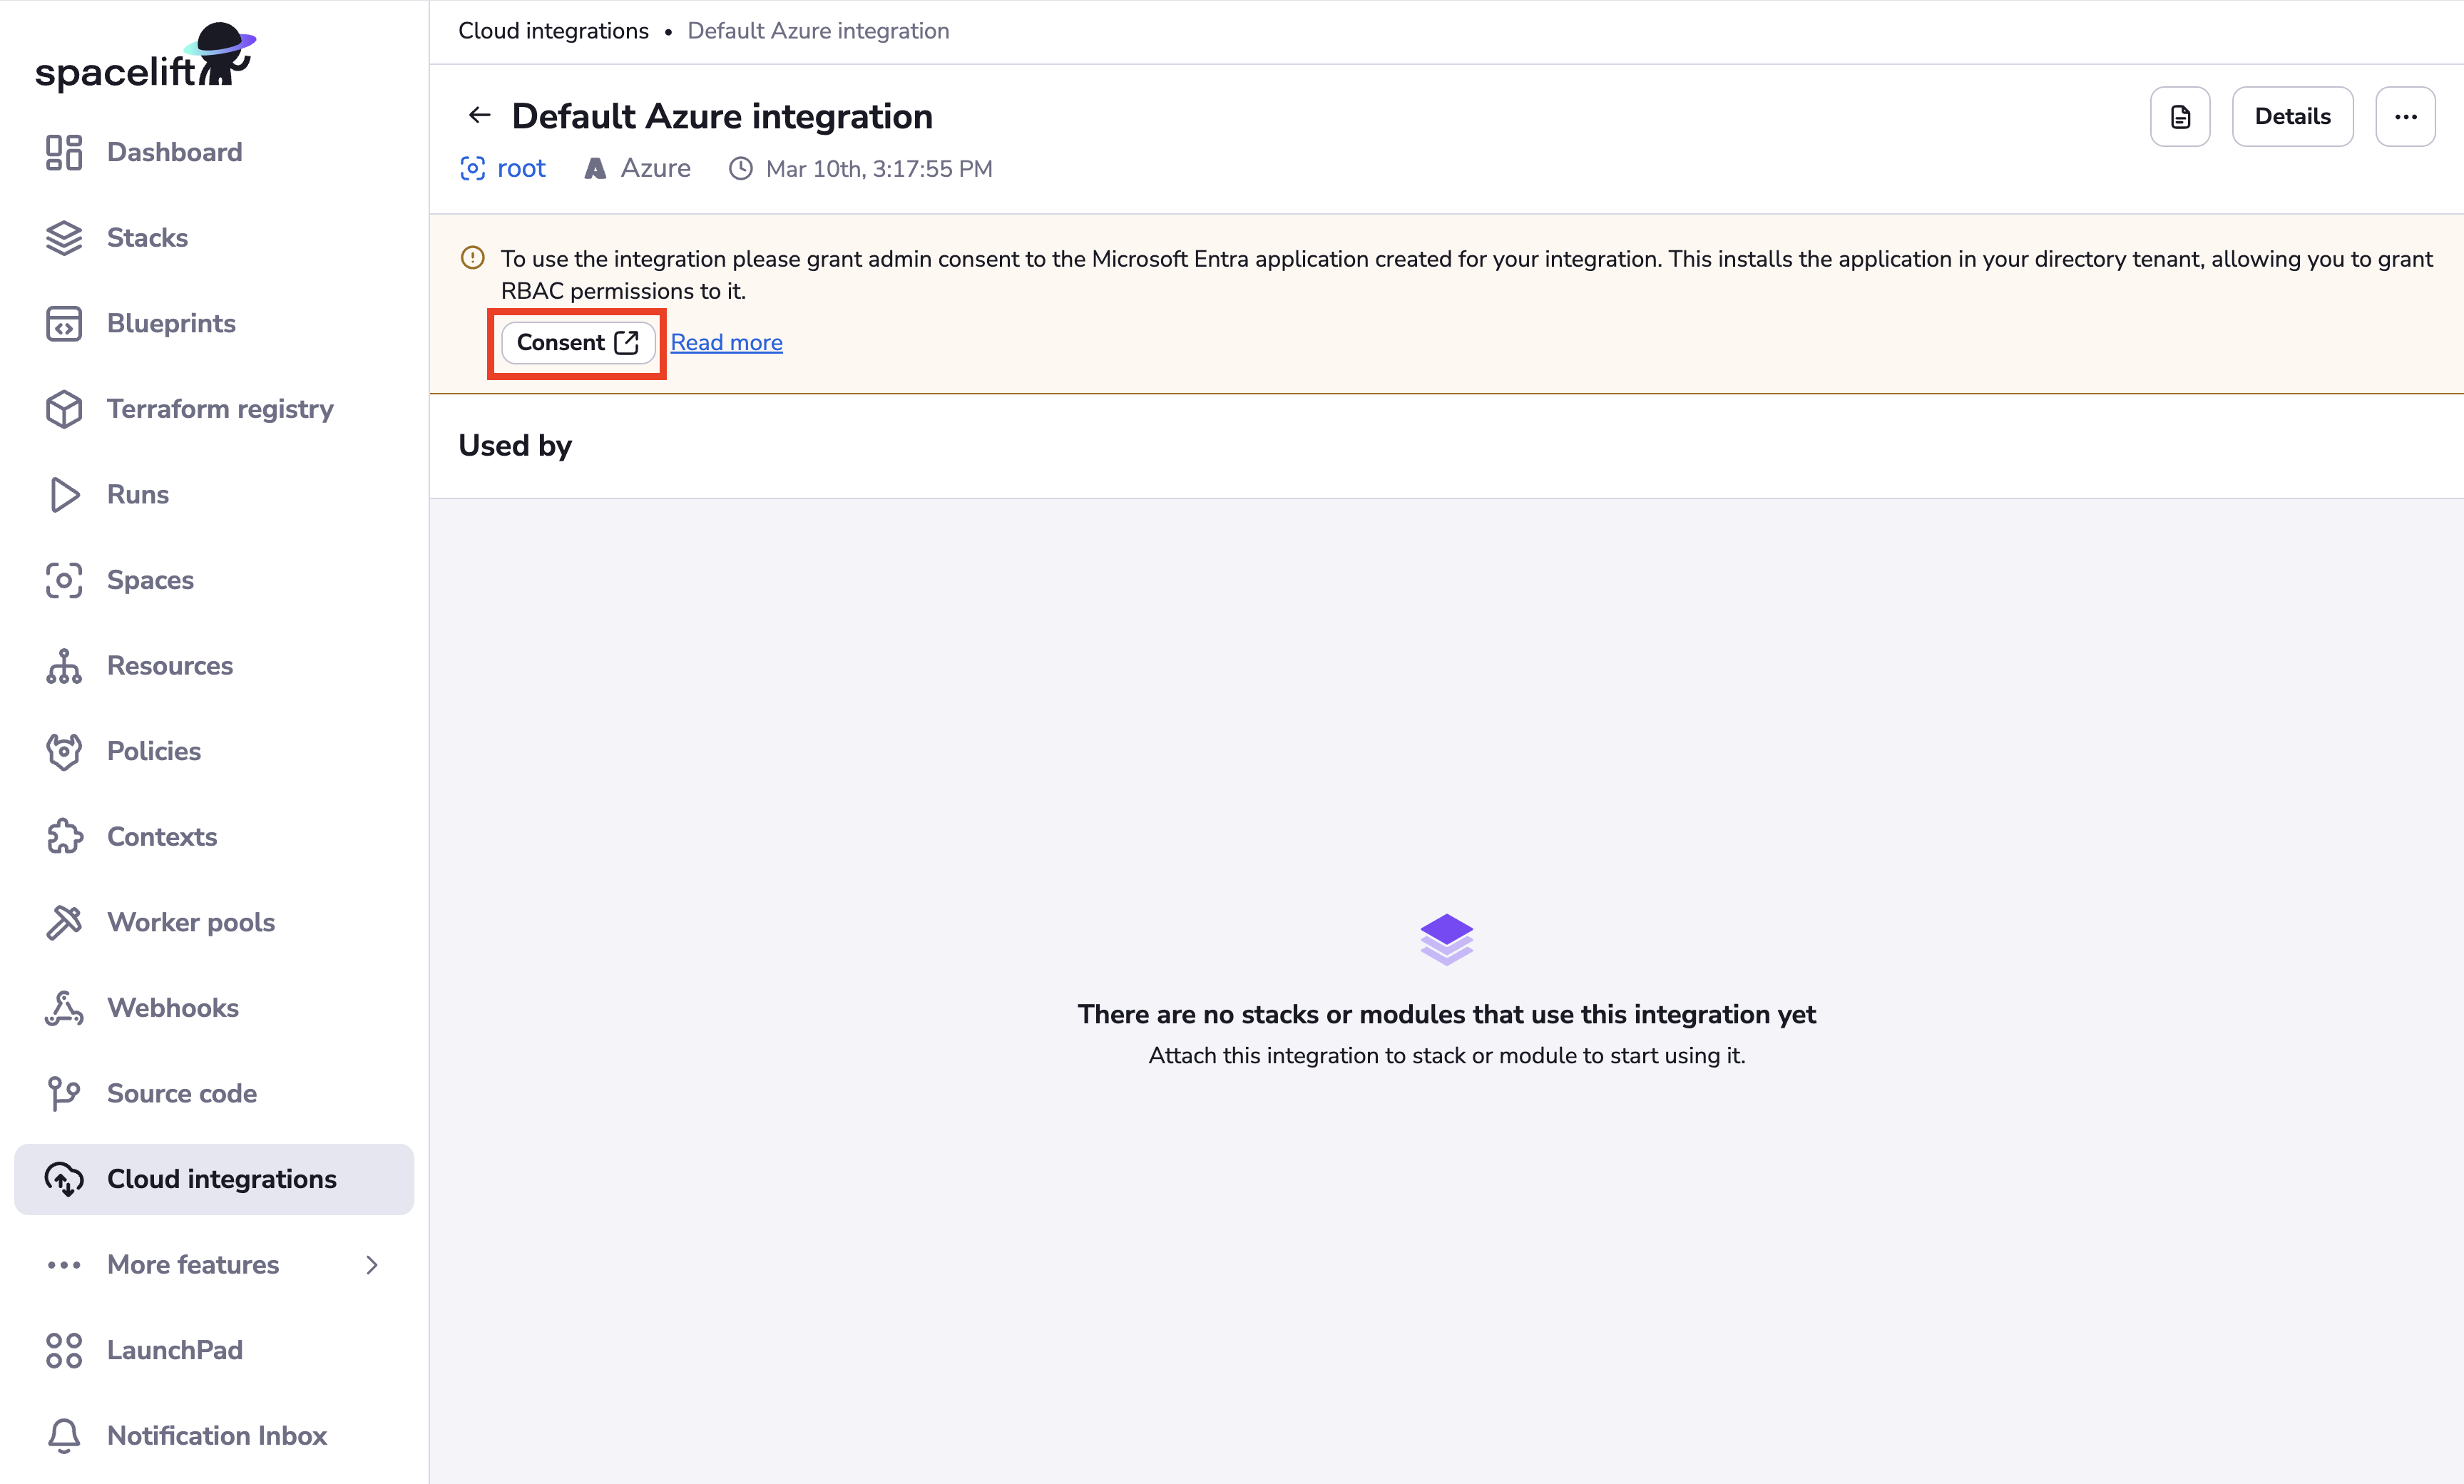 spacelift
Dashboard
Stacks
Blueprints
Terraform registry
Runs
Spaces
Resources
Policies
Contexts
Worker pools
Webhooks
Source code
Cloud integrations
More features
LaunchPad
Notification Inbox
Cloud integrations • Default Azure integration
Default Azure integration
Details
root Azure Mar 10th, 3:17:55 PM
To use the integration please grant admin consent to the Microsoft Entra application created for your integration. This installs the application in your directory tenant, allowing you to grant
RBAC permissions to it.
Consent Read more
Used by
There are no stacks or modules that use this integration yet
Attach this integration to stack or module to start using it.